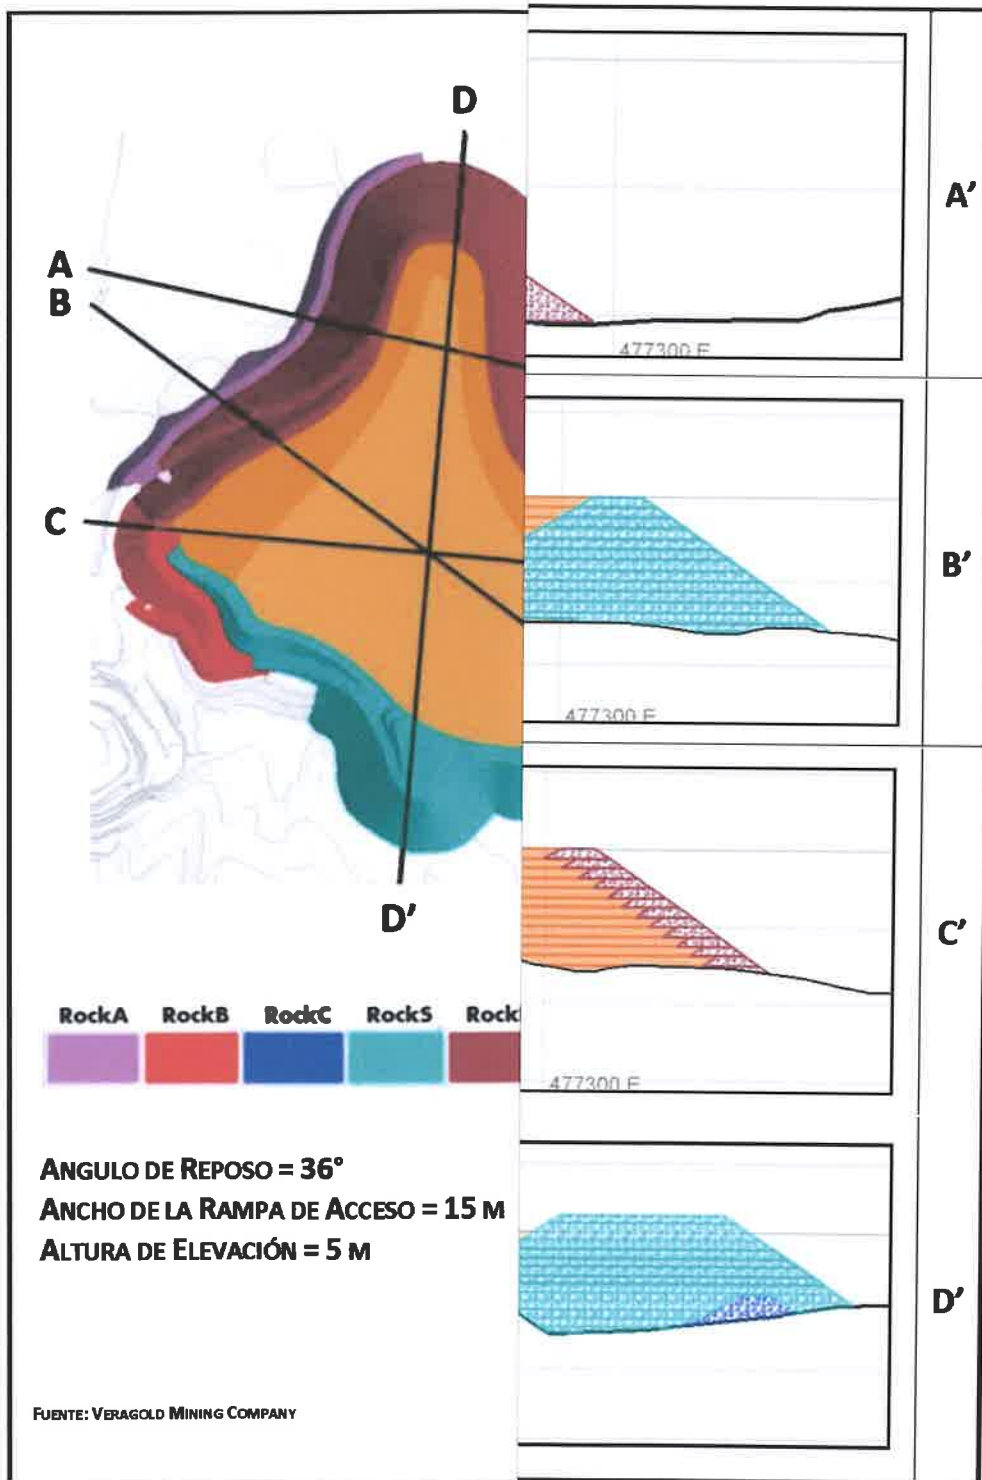 D
A
B
C
D'
RockA RockB RockC RockS Rock
ANGULO DE REPOSO = 36°
ANCHO DE LA RAMPA DE ACCESO = 15 M
ALTURA DE ELEVACIÓN = 5 M
FUENTE: VERAGOLD MINING COMPANY
477300 E
A'
477300 E
B'
477300 E
C'
D'